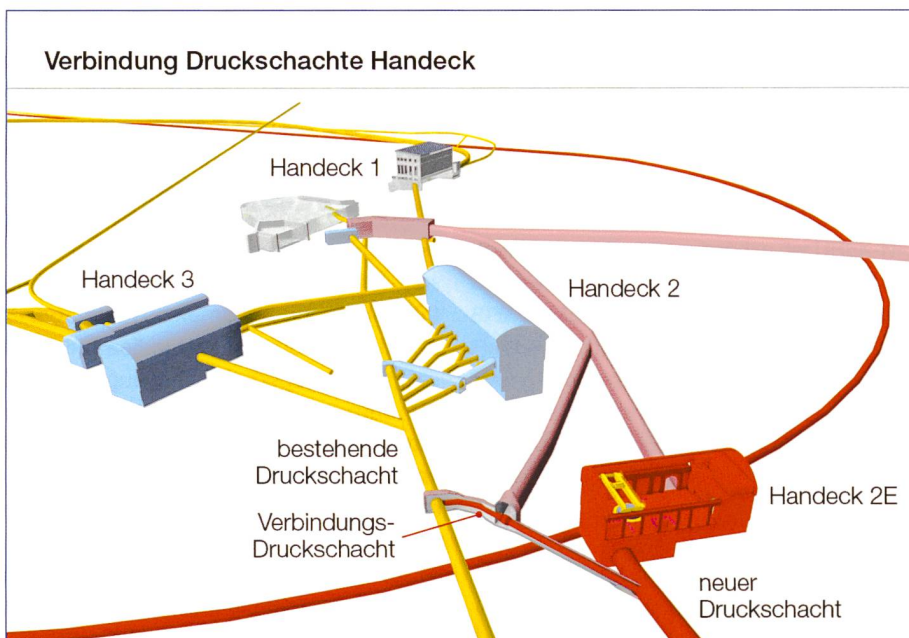 Verbindung Druckschachte Handeck
Handeck 1
Handeck 3
Handeck 2
bestehende
Druckschacht
Verbindungs-
Druckschacht
Handeck 2E
neuer
Druckschacht